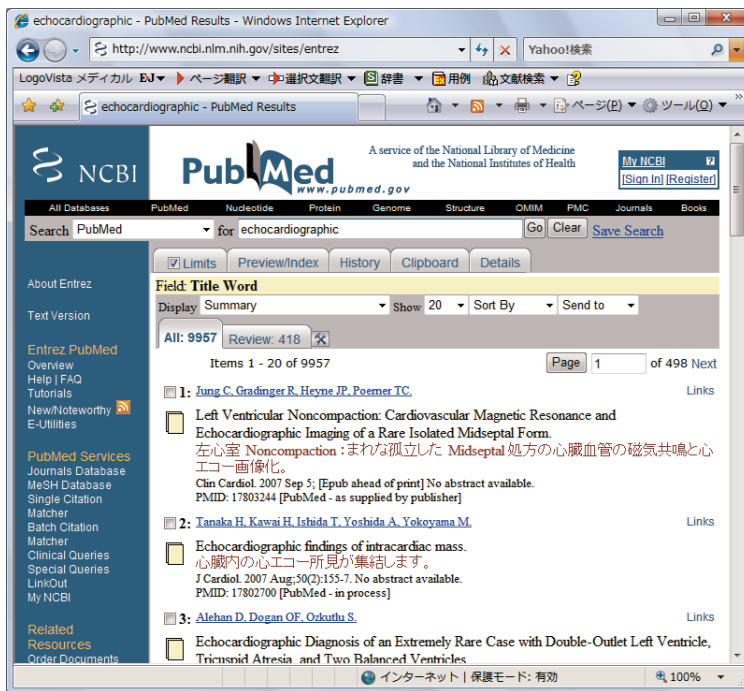 echocardiographic - PubMed Results - Windows Internet Explorer
http://www.ncbi.nlm.nih.gov/sites/entrez
Yahoo!検索
LogoVista メディカル EJ ページ翻訳 選択文翻訳 辞書 用例 文献検索
echocardiographic - PubMed Results
ページ(P) ツール(O)
NCBI
PubMed
www.pubmed.gov
A service of the National Library of Medicine
and the National Institutes of Health
My NCBI
[Sign In] [Register]
All Databases PubMed Nucleotide Protein Genome Structure OMIM PMC Journals Books
Search PubMed for echocardiographic Go Clear Save Search
Limits Preview/Index History Clipboard Details
Field: Title Word
Display Summary Show 20 Sort By Send to
All: 9957 Review: 418
Items 1 - 20 of 9957 Page 1 of 498 Next
About Entrez
Text Version
Entrez PubMed
Overview
Help | FAQ
Tutorials
New/Noteworthy
E-Utilities
PubMed Services
Journals Database
MeSH Database
Single Citation
Matcher
Batch Citation
Matcher
Clinical Queries
Special Queries
LinkOut
My NCBI
Related
Resources
Order Documents
1: Jung C, Gradinger R, Heyne JP, Poerner TC. Links
Left Ventricular Noncompaction: Cardiovascular Magnetic Resonance and
Echocardiographic Imaging of a Rare Isolated Midseptal Form.
左心室 Noncompaction：まれな孤立した Midseptal 処方の心臓血管の磁気共鳴と心
エコー画像化。
Clin Cardiol. 2007 Sep 5; [Epub ahead of print] No abstract available.
PMID: 17803244 [PubMed - as supplied by publisher]
2: Tanaka H, Kawai H, Ishida T, Yoshida A, Yokoyama M. Links
Echocardiographic findings of intracardiac mass.
心臓内の心エコー所見が集結します。
J Cardiol. 2007 Aug;50(2):155-7. No abstract available.
PMID: 17802700 [PubMed - in process]
3: Alehan D, Dogan OF, Ozkutlu S. Links
Echocardiographic Diagnosis of an Extremely Rare Case with Double-Outlet Left Ventricle,
Tricuspid Atresia, and Two Balanced Ventricles
インターネット | 保護モード: 有効 100%